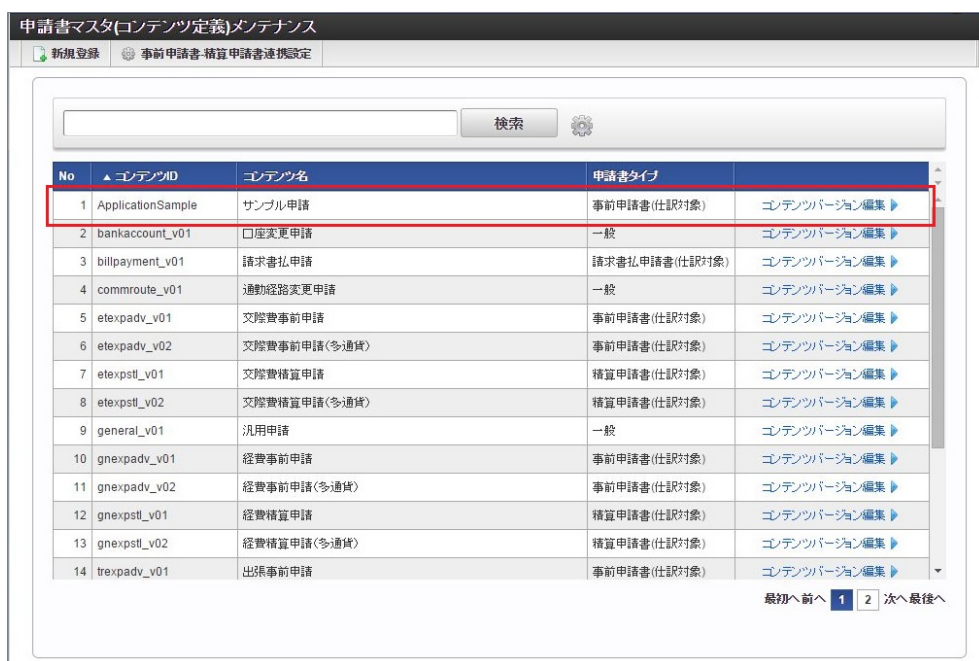 申請書マスタ(コンテンツ定義)メンテナンス
新規登録 事前申請書-精算申請書連携設定
検索
No ▲ コンテンツID コンテンツ名 申請書タイプ
1 ApplicationSample サンプル申請 事前申請書(仕訳対象) コンテンツバージョン編集
2 bankaccount_v01 口座変更申請 一般 コンテンツバージョン編集
3 billpayment_v01 請求書払申請 請求書払申請書(仕訳対象) コンテンツバージョン編集
4 commroute_v01 通勤経路変更申請 一般 コンテンツバージョン編集
5 etexpadv_v01 交際費事前申請 事前申請書(仕訳対象) コンテンツバージョン編集
6 etexpadv_v02 交際費事前申請(多通貨) 事前申請書(仕訳対象) コンテンツバージョン編集
7 etexpstl_v01 交際費精算申請 精算申請書(仕訳対象) コンテンツバージョン編集
8 etexpstl_v02 交際費精算申請(多通貨) 精算申請書(仕訳対象) コンテンツバージョン編集
9 general_v01 汎用申請 一般 コンテンツバージョン編集
10 gnexpadv_v01 経費事前申請 事前申請書(仕訳対象) コンテンツバージョン編集
11 gnexpadv_v02 経費事前申請(多通貨) 事前申請書(仕訳対象) コンテンツバージョン編集
12 gnexpstl_v01 経費精算申請 精算申請書(仕訳対象) コンテンツバージョン編集
13 gnexpstl_v02 経費精算申請(多通貨) 精算申請書(仕訳対象) コンテンツバージョン編集
14 trexpadv_v01 出張事前申請 事前申請書(仕訳対象) コンテンツバージョン編集
最初へ 前へ 1 2 次へ 最後へ